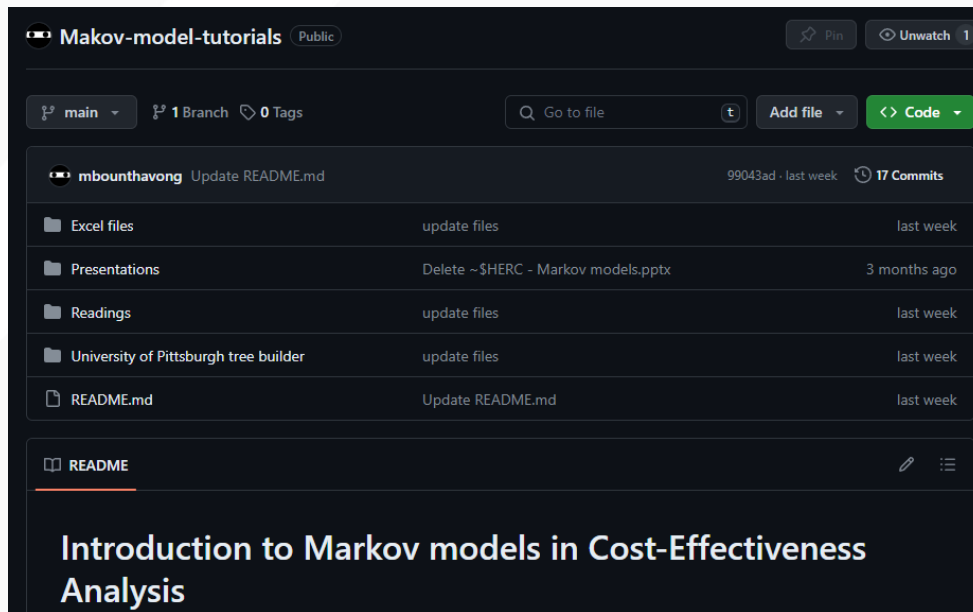 Makov-model-tutorials Public Pin Unwatch 1
main 1 Branch 0 Tags Go to file t Add file <> Code
mbounthavong Update README.md 99043ad · last week 17 Commits
Excel files update files last week
Presentations Delete ~$HERC - Markov models.pptx 3 months ago
Readings update files last week
University of Pittsburgh tree builder update files last week
README.md Update README.md last week
README
Introduction to Markov models in Cost-Effectiveness
Analysis